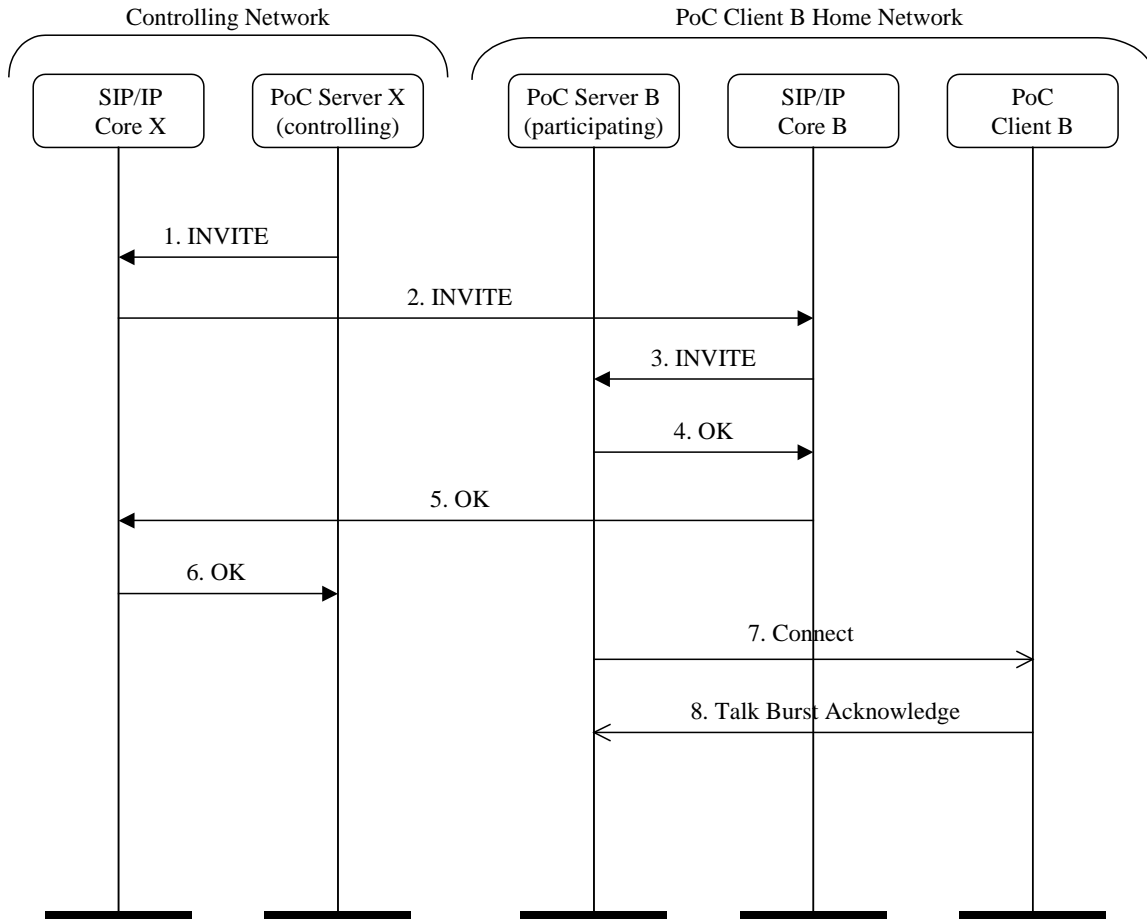 Controlling Network
PoC Client B Home Network
SIP/IP
Core X
PoC Server X
(controlling)
PoC Server B
(participating)
SIP/IP
Core B
PoC
Client B
1. INVITE
2. INVITE
3. INVITE
4. OK
5. OK
6. OK
7. Connect
8. Talk Burst Acknowledge